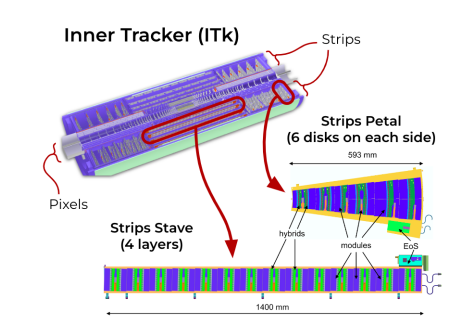 Inner Tracker (ITk)
Strips
Strips Petal
(6 disks on each side)
593 mm
Pixels
Strips Stave
(4 layers)
hybrids
modules
EoS
1400 mm